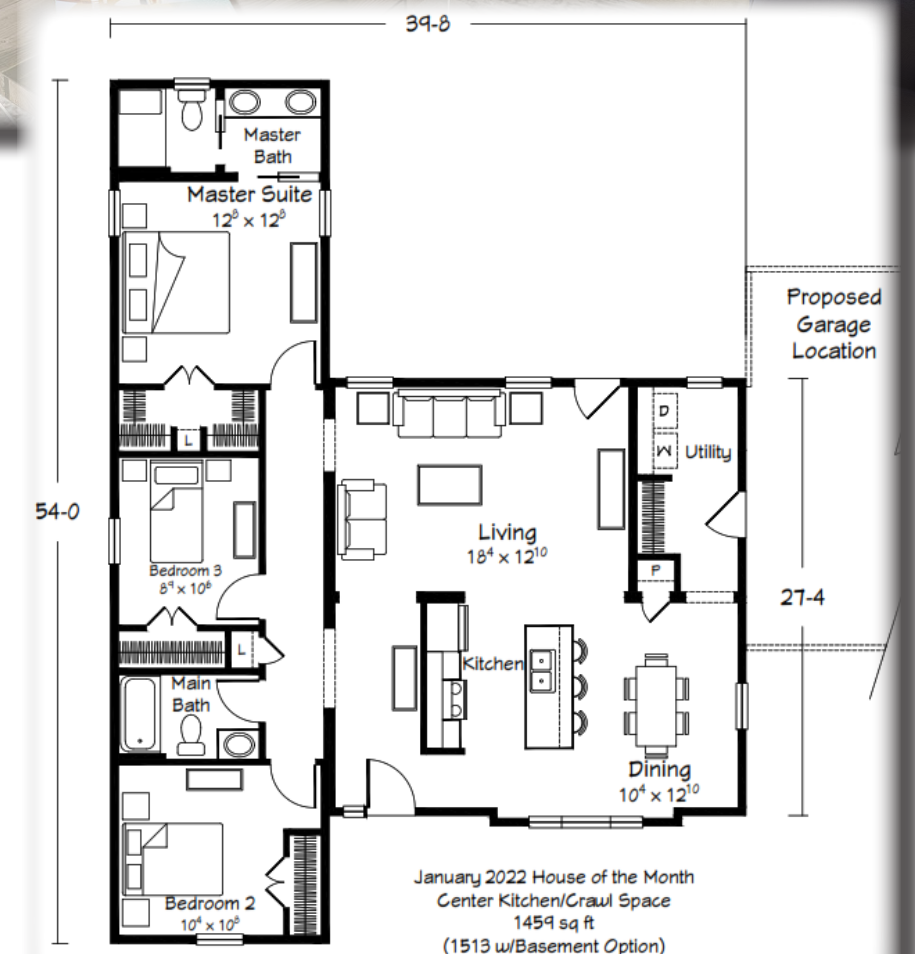 39-8
Master
Bath
Master Suite
12⁸ x 12⁸
Proposed
Garage
Location
D
W
Utility
L
54-0
Living
18⁴ x 12¹⁰
Bedroom 3
8⁹ x 10⁶
P
27-4
L
Kitchen
Main
Bath
Dining
10⁴ x 12¹⁰
Bedroom 2
10⁴ x 10⁸
January 2022 House of the Month
Center Kitchen/Crawl Space
1459 sq ft
(1513 w/Basement Option)